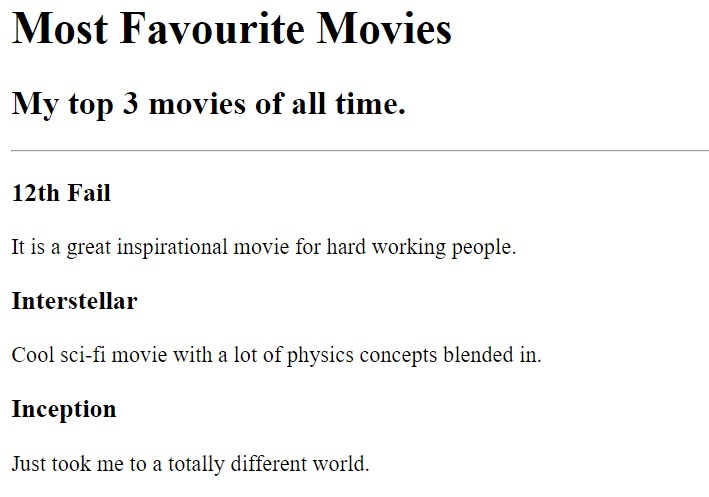 Most Favourite Movies
My top 3 movies of all time.
12th Fail
It is a great inspirational movie for hard working people.
Interstellar
Cool sci-fi movie with a lot of physics concepts blended in.
Inception
Just took me to a totally different world.